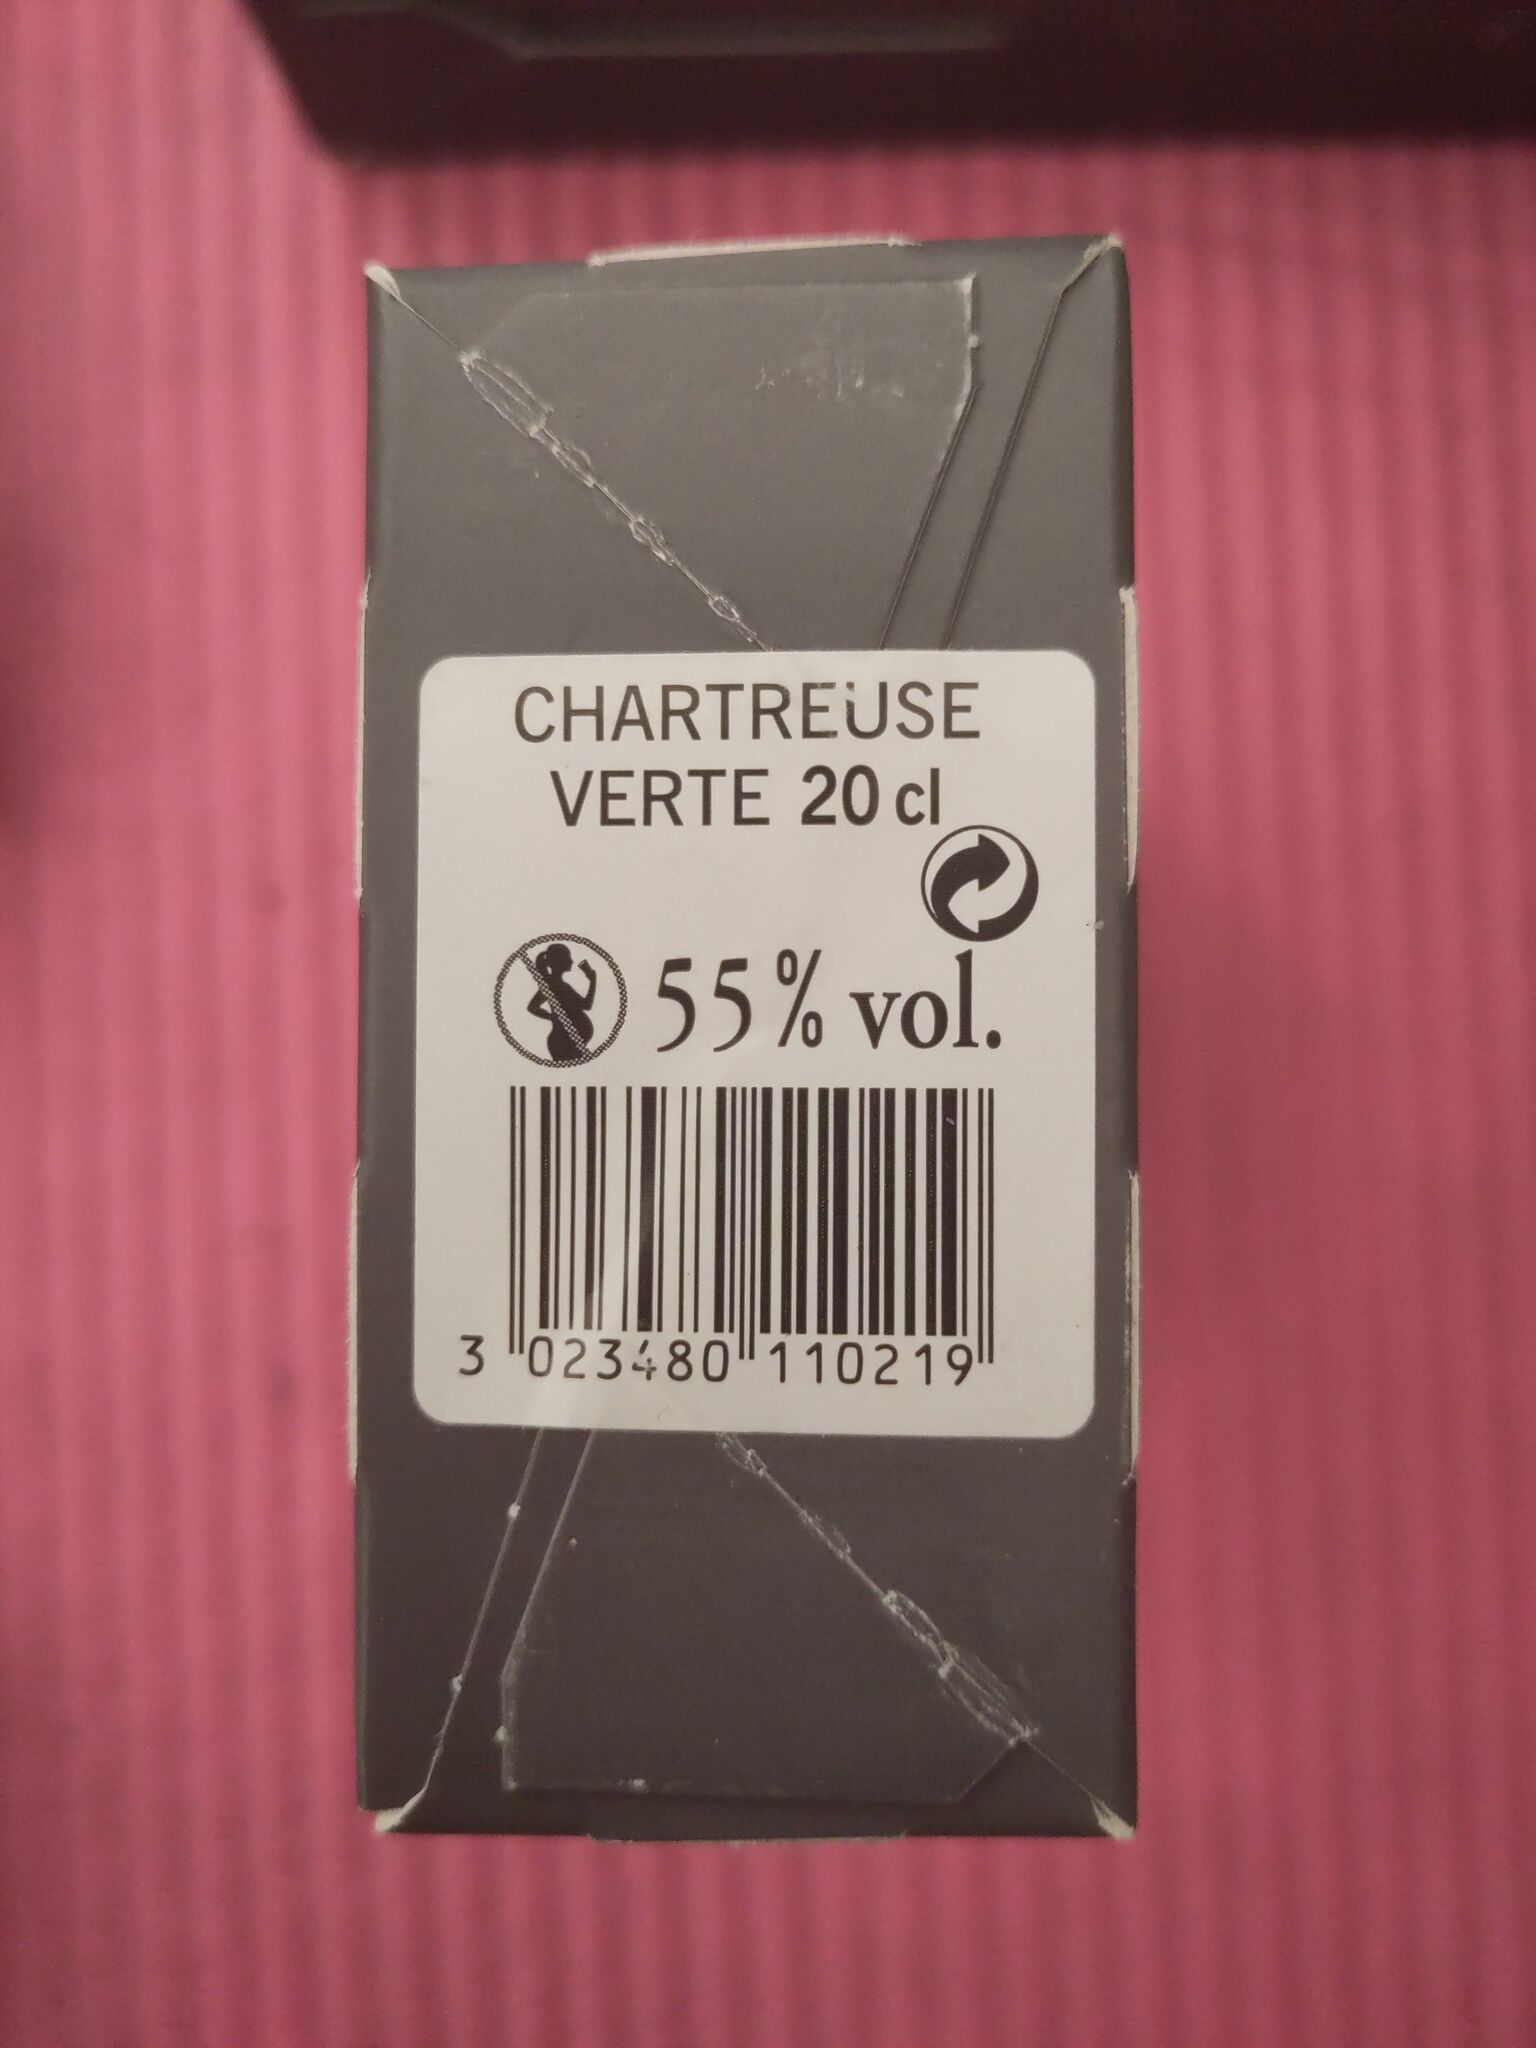 CHARTREUSE
VERTE 20 cl
55% vol.
3 023480 110219